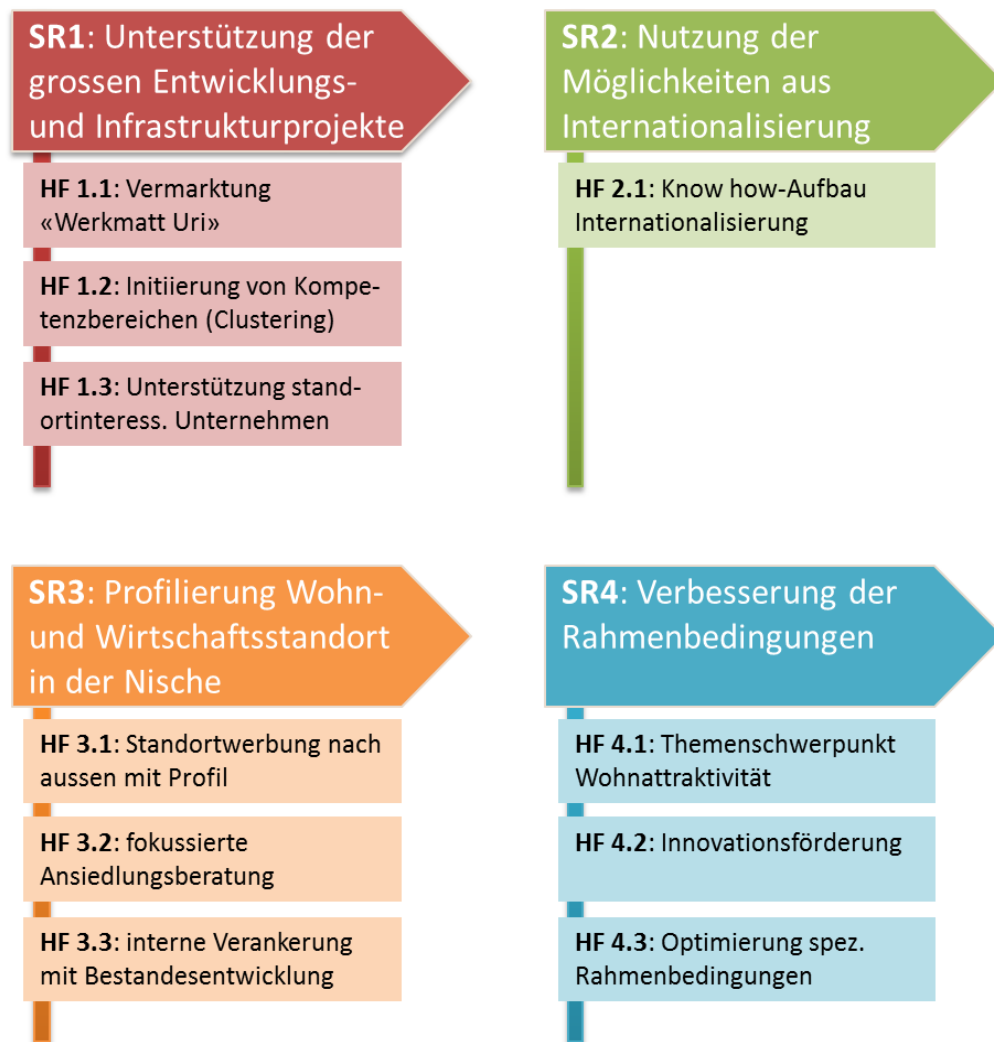 SR1: Unterstützung der
grossen Entwicklungs-
und Infrastrukturprojekte
HF 1.1: Vermarktung
«Werkmatt Uri»
HF 1.2: Initiierung von Kompe-
tenzbereichen (Clustering)
HF 1.3: Unterstützung stand-
ortinteress. Unternehmen
SR2: Nutzung der
Möglichkeiten aus
Internationalisierung
HF 2.1: Know how-Aufbau
Internationalisierung
SR3: Profilierung Wohn-
und Wirtschaftsstandort
in der Nische
HF 3.1: Standortwerbung nach
aussen mit Profil
HF 3.2: fokussierte
Ansiedlungsberatung
HF 3.3: interne Verankerung
mit Bestandesentwicklung
SR4: Verbesserung der
Rahmenbedingungen
HF 4.1: Themenschwerpunkt
Wohnattraktivität
HF 4.2: Innovationsförderung
HF 4.3: Optimierung spez.
Rahmenbedingungen